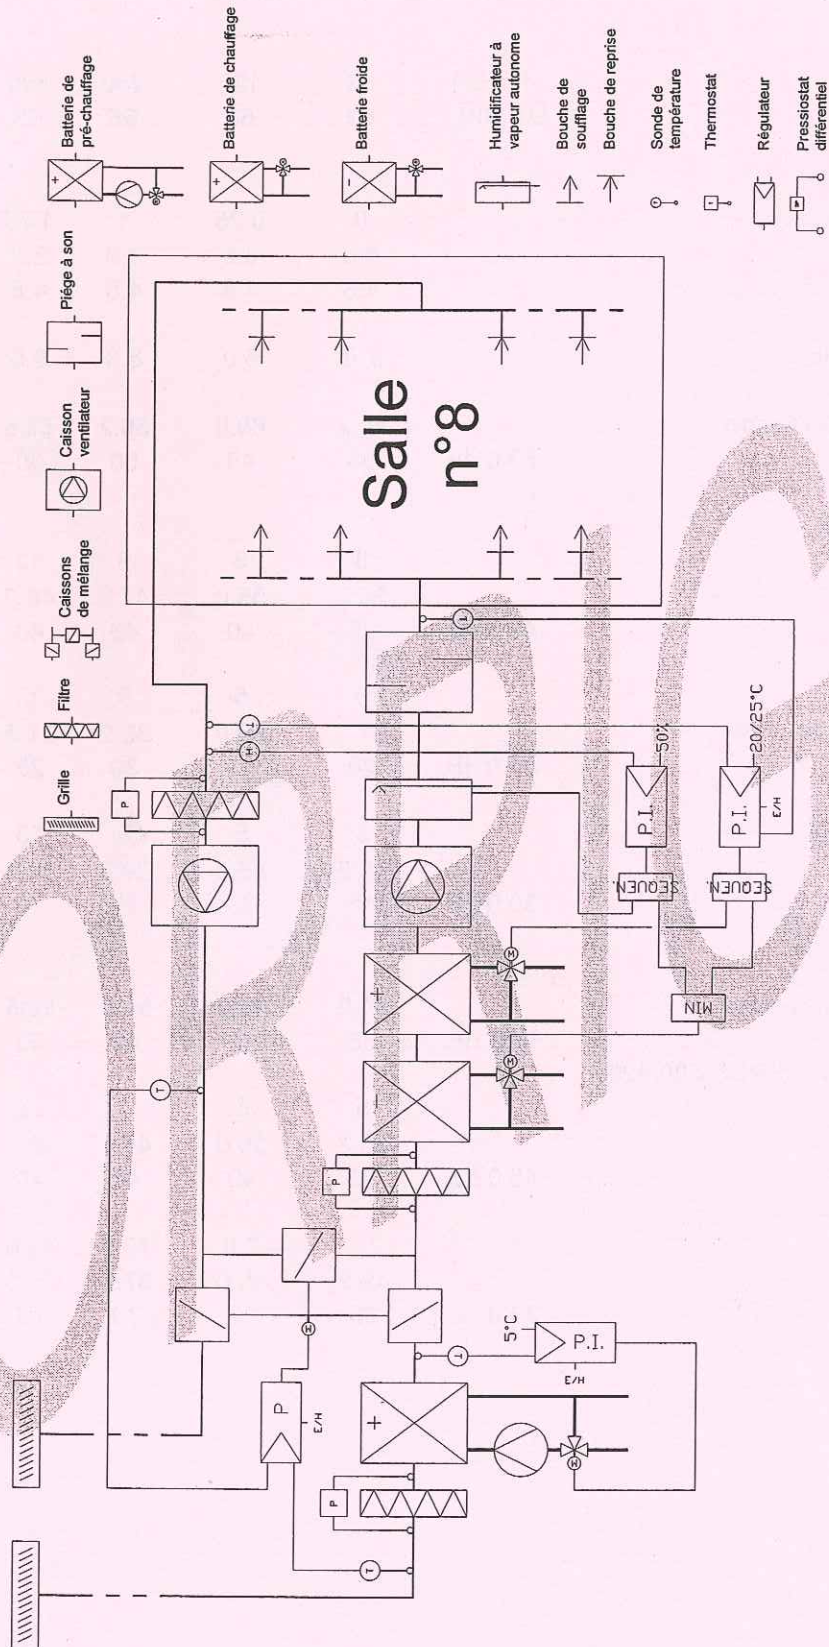 Grille
Filtre
Caissons
de mélange
Caisson
ventilateur
Piége à son
Batterie de
pré-chauffage
Batterie de chauffage
Batterie froide
Humidificateur à
vapeur autonome
Bouche de
soufflage
Bouche de reprise
Sonde de
température
Thermostat
Régulateur
Pressiostat
différentiel
Salle
n°8
T
P
H
T
P
E/H
M
T
P
P
T
5°C
P.I.
E/H
M
M
M
T
50%
P.I.
SEQUEN.
20/25°C
P.I.
E/H
SEQUEN.
MIN